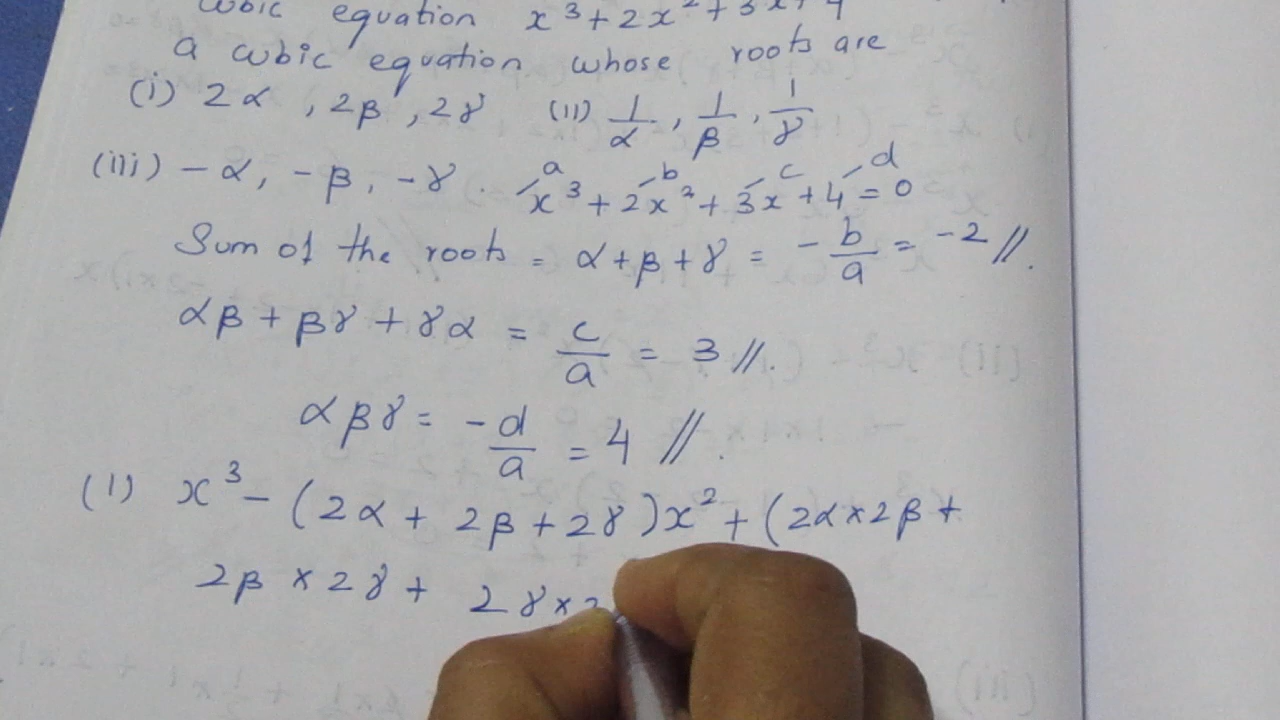 cubic equation x³ + 2x² + 3x + 4
a cubic equation whose roots are
(i) 2α, 2β, 2γ (ii) 1/α, 1/β, 1/γ
(iii) -α, -β, -γ. x³ + 2x² + 3x + 4 = 0 a b c d
Sum of the roots = α + β + γ = -b/a = -2 //.
αβ + βγ + γα = c/a = 3 //.
αβγ = -d/a = 4 //.
(i) x³ - (2α + 2β + 2γ)x² + (2α × 2β +
2β × 2γ + 2γ × 2